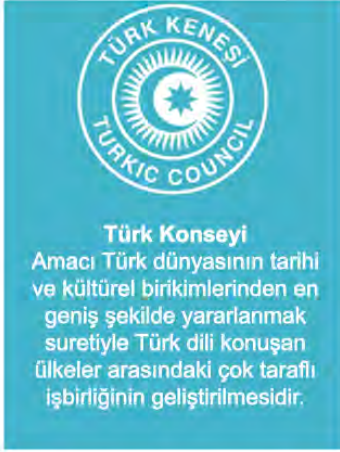 TÜRK KENEŞİ
TURKIC COUNCIL
Türk Konseyi
Amacı Türk dünyasının tarihi
ve kültürel birikimlerinden en
geniş şekilde yararlanmak
suretiyle Türk dili konuşan
ülkeler arasındaki çok taraflı
işbirliğinin geliştirilmesidir.